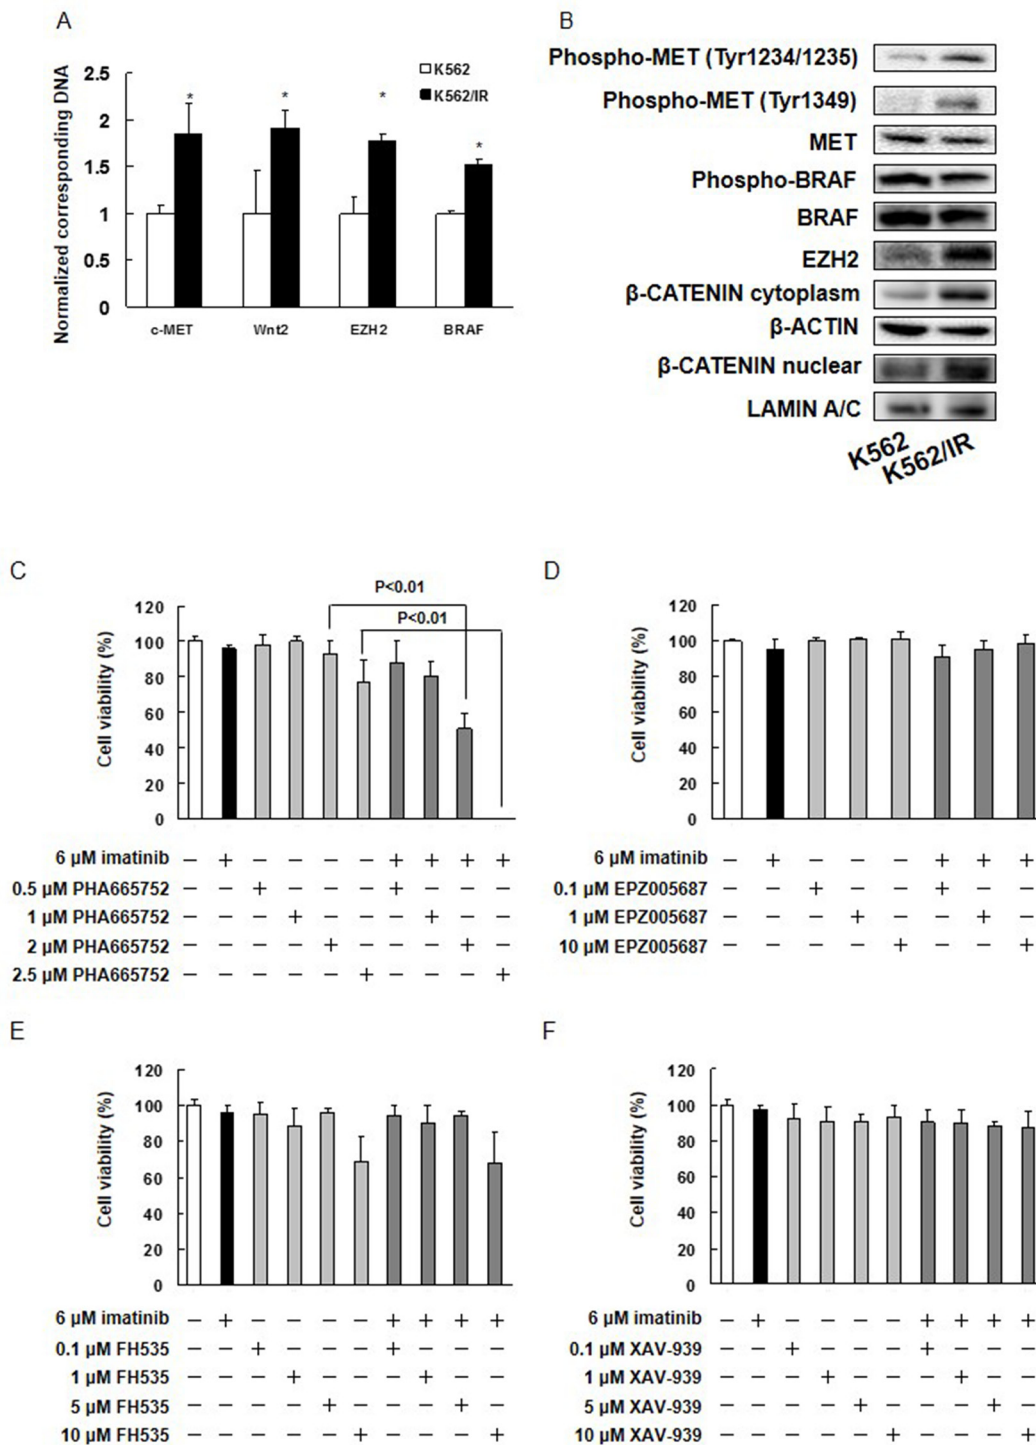 A
Normalized corresponding DNA
2.5
2
1.5
1
0.5
0
K562
K562/IR
*
*
*
*
c-MET Wnt2 EZH2 BRAF
B
Phospho-MET (Tyr1234/1235)
Phospho-MET (Tyr1349)
MET
Phospho-BRAF
BRAF
EZH2
β-CATENIN cytoplasm
β-ACTIN
β-CATENIN nuclear
LAMIN A/C
K562
K562/IR
C
Cell viability (%)
120
100
80
60
40
20
0
P<0.01
P<0.01
6 µM imatinib − + − − − − + + + +
0.5 µM PHA665752 − − + − − − + − − −
1 µM PHA665752 − − − + − − − + − −
2 µM PHA665752 − − − − + − − − + −
2.5 µM PHA665752 − − − − − + − − − +
D
Cell viability (%)
120
100
80
60
40
20
0
6 µM imatinib − + − − − + + +
0.1 µM EPZ005687 − − + − − + − −
1 µM EPZ005687 − − − + − − + −
10 µM EPZ005687 − − − − + − − +
E
Cell viability (%)
120
100
80
60
40
20
0
6 µM imatinib − + − − − − + + + +
0.1 µM FH535 − − + − − − + − − −
1 µM FH535 − − − + − − − + − −
5 µM FH535 − − − − + − − − + −
10 µM FH535 − − − − − + − − − +
F
Cell viability (%)
120
100
80
60
40
20
0
6 µM imatinib − + − − − − + + + +
0.1 µM XAV-939 − − + − − − + − − −
1 µM XAV-939 − − − + − − − + − −
5 µM XAV-939 − − − − + − − − + −
10 µM XAV-939 − − − − − + − − − +